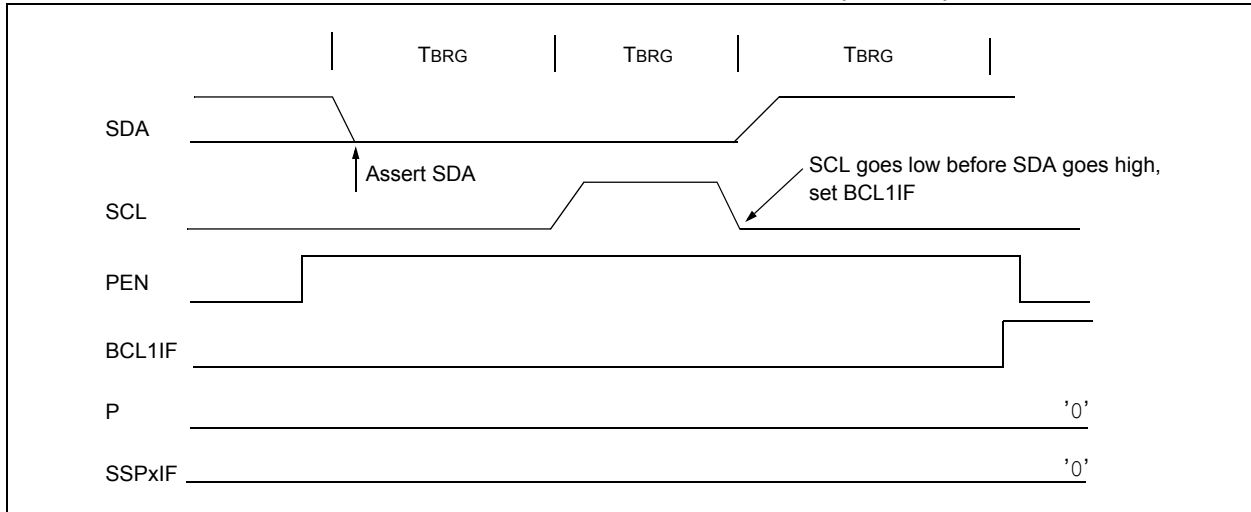 TBRG TBRG TBRG
SDA
Assert SDA
SCL goes low before SDA goes high,
set BCL1IF
SCL
PEN
BCL1IF
P '0'
SSPxIF '0'